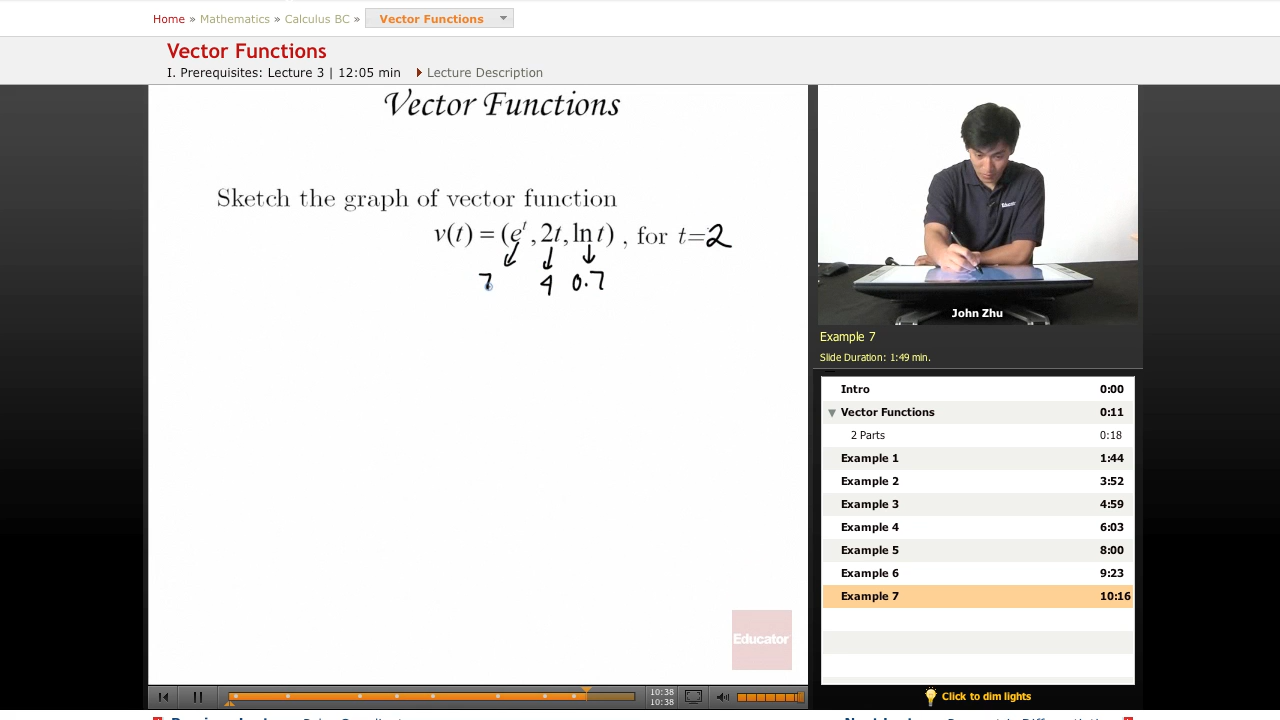 Home » Mathematics » Calculus BC » Vector Functions
Vector Functions
I. Prerequisites: Lecture 3 | 12:05 min Lecture Description
Vector Functions
Sketch the graph of vector function
v(t) = (e^t, 2t, ln t) , for t=2
7 4 0.7
Educator
Educator
John Zhu
Example 7
Slide Duration: 1:49 min.
Intro 0:00
Vector Functions 0:11
2 Parts 0:18
Example 1 1:44
Example 2 3:52
Example 3 4:59
Example 4 6:03
Example 5 8:00
Example 6 9:23
Example 7 10:16
10:38
10:38
Click to dim lights